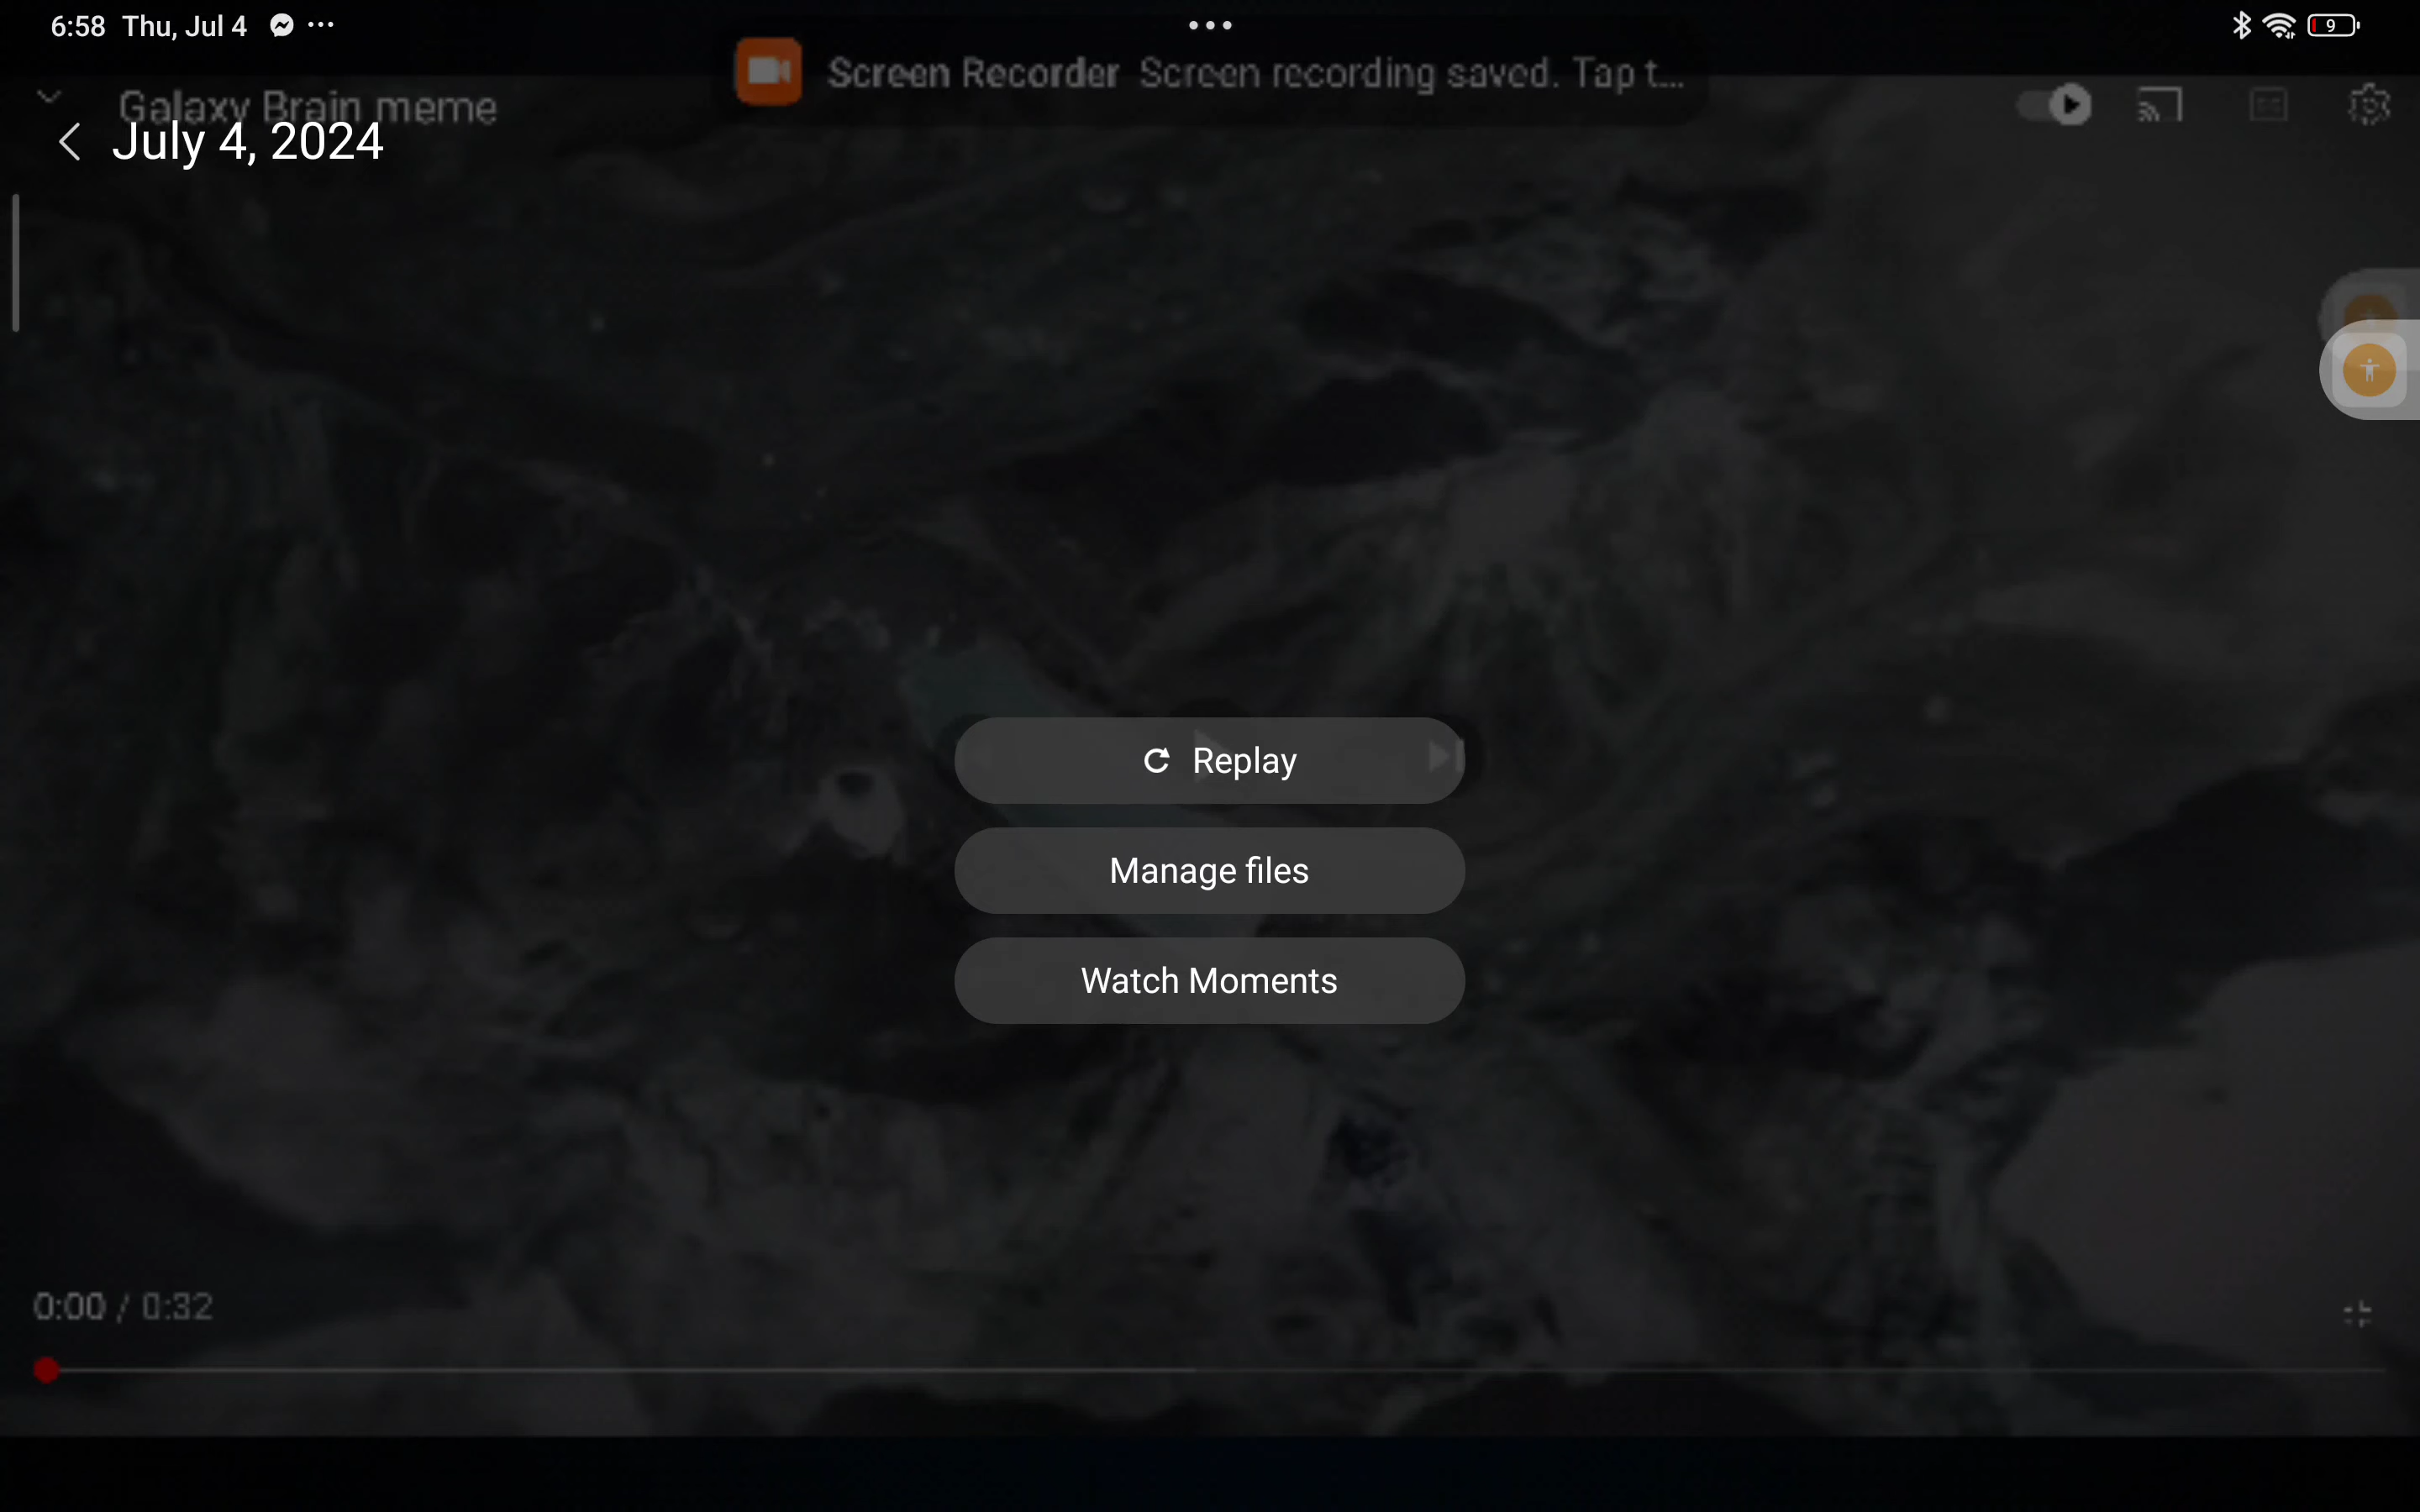 6:58 Thu, Jul 4
9
Screen Recorder Screen recording saved. Tap t...
Galaxy Brain meme
July 4, 2024
Replay
Manage files
Watch Moments
0:00 / 0:32